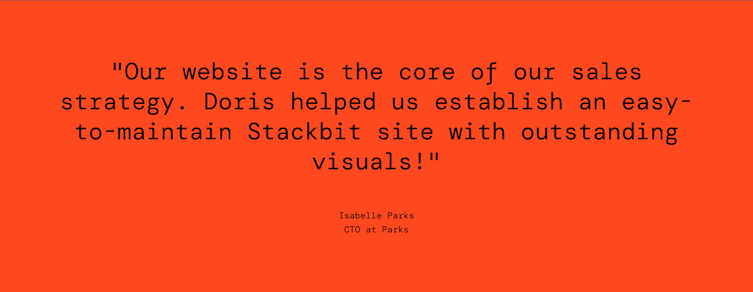 "Our website is the core of our sales
strategy. Doris helped us establish an easy-
to-maintain Stackbit site with outstanding
visuals!"
Isabelle Parks
CTO at Parks